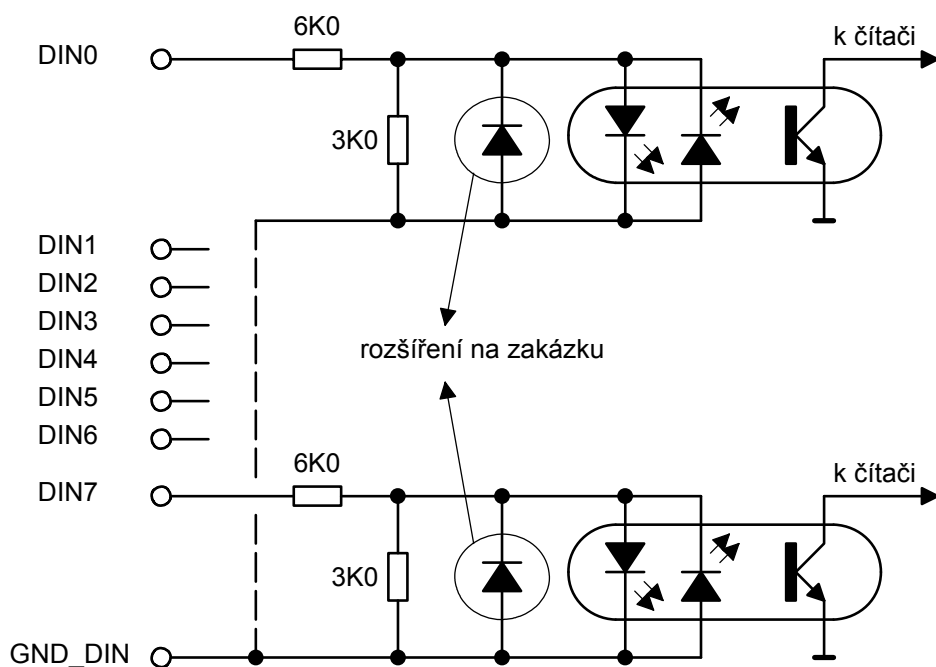 6K0
DIN0
k čítači
3K0
DIN1
DIN2
DIN3
DIN4
DIN5
DIN6
rozšíření na zakázku
6K0
DIN7
k čítači
3K0
GND_DIN